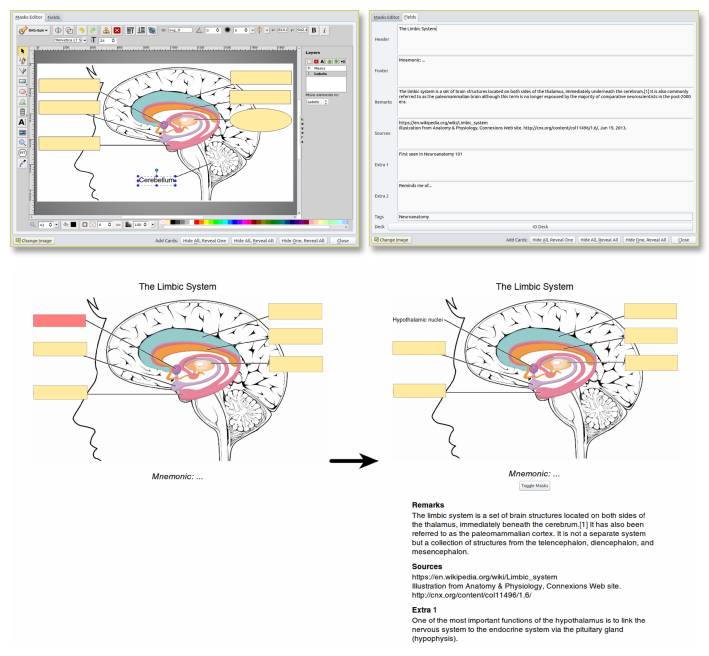 Masks Editor Fields
Helvetica LT St
25
svg_9
0
0
B i
Layers
Masks
Labels
Move elements to:
Labels
Cerebellum
42
0
100
Change Image
Add Cards: Hide All, Reveal One Hide All, Reveal All Hide One, Reveal All Close
Masks Editor Fields
Header
The Limbic System
Footer
Mnemonic: ...
Remarks
The limbic system is a set of brain structures located on both sides of the thalamus, immediately underneath the cerebrum.[1] It is also commonly
referred to as the paleomammalian brain although this term is no longer espoused by the majority of comparative neuroscientists in the post-2000
era.
Sources
https://en.wikipedia.org/wiki/Limbic_system
Illustration from Anatomy & Physiology, Connexions Web site. http://cnx.org/content/col11496/1.6/, Jun 19, 2013.
Extra 1
First seen in Neuroanatomy 101
Extra 2
Reminds me of...
Tags
Neuroanatomy
Deck
IO Deck
Change Image
Add Cards: Hide All, Reveal One Hide All, Reveal All Hide One, Reveal All Close
The Limbic System
Mnemonic: ...
The Limbic System
Hypothalamic nuclei
Mnemonic: ...
Toggle Masks
Remarks
The limbic system is a set of brain structures located on both sides of
the thalamus, immediately beneath the cerebrum.[1] It has also been
referred to as the paleomammalian cortex. It is not a separate system
but a collection of structures from the telencephalon, diencephalon, and
mesencephalon.
Sources
https://en.wikipedia.org/wiki/Limbic_system
Illustration from Anatomy & Physiology, Connexions Web site.
http://cnx.org/content/col11496/1.6/
Extra 1
One of the most important functions of the hypothalamus is to link the
nervous system to the endocrine system via the pituitary gland
(hypophysis).